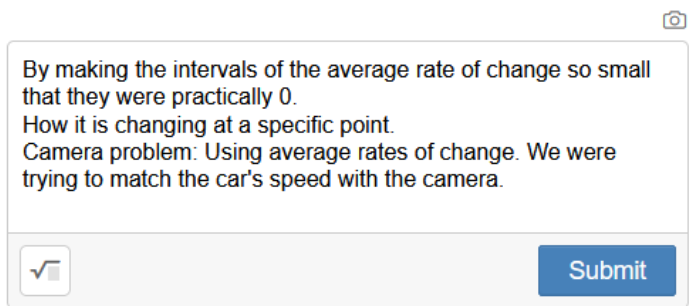 By making the intervals of the average rate of change so small
that they were practically 0.
How it is changing at a specific point.
Camera problem: Using average rates of change. We were
trying to match the car's speed with the camera.
√
Submit